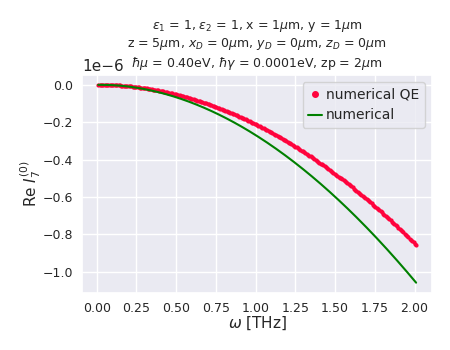 ε₁ = 1, ε₂ = 1, x = 1μm, y = 1μm
z = 5μm, x_D = 0μm, y_D = 0μm, z_D = 0μm
ħμ = 0.40eV, ħγ = 0.0001eV, zp = 2μm
1e−6
numerical QE
numerical
0.0
−0.2
−0.4
−0.6
−0.8
−1.0
Re I₇⁽⁰⁾
0.00 0.25 0.50 0.75 1.00 1.25 1.50 1.75 2.00
ω [THz]